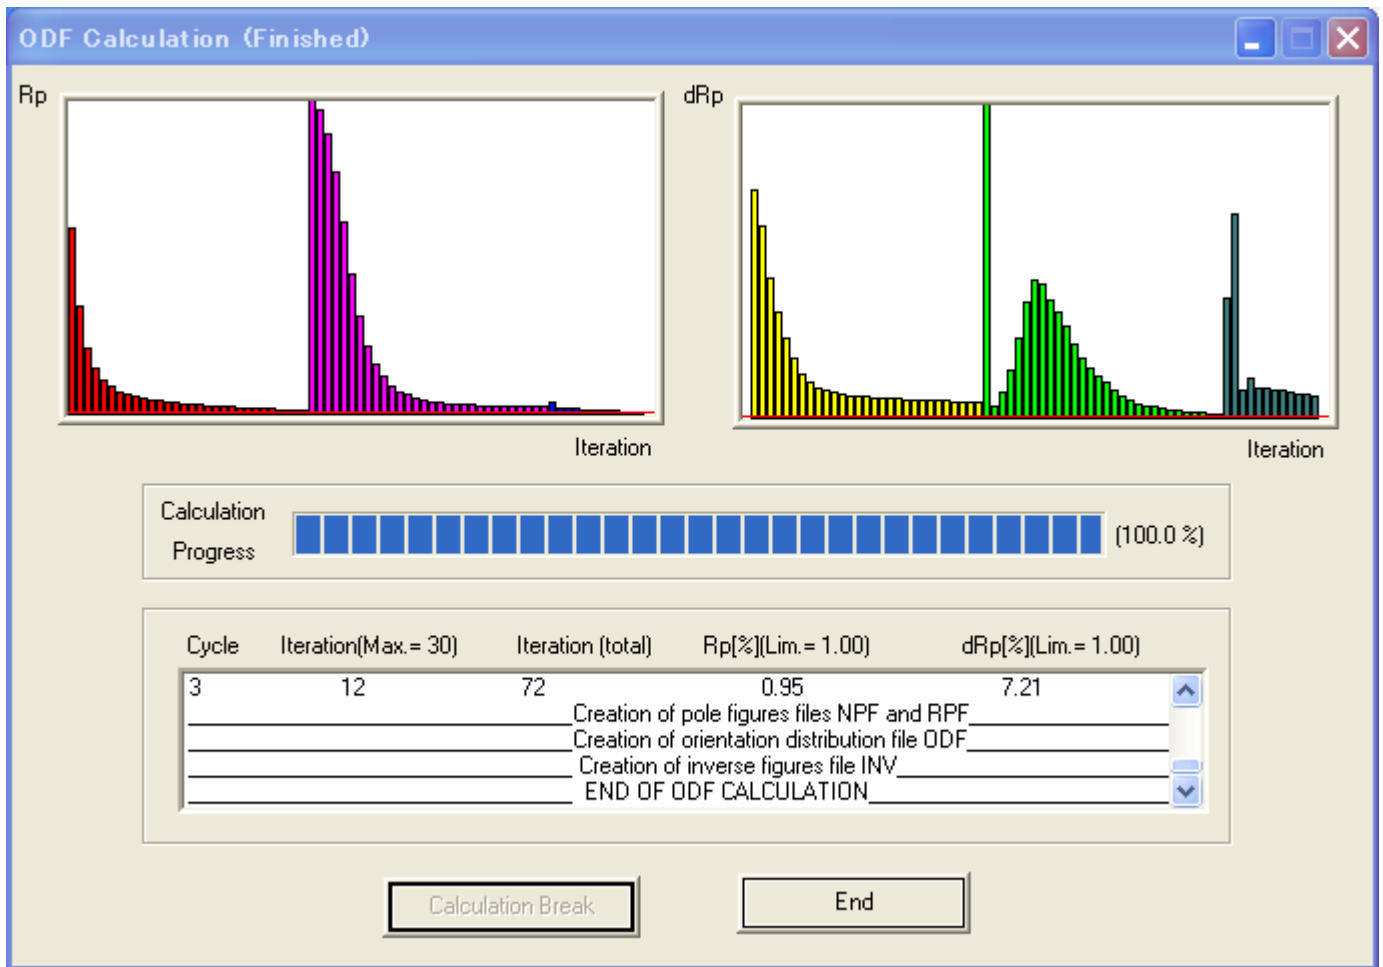 ODF Calculation (Finished)
Rp
dRp
Iteration
Iteration
Calculation
Progress
(100.0 %)
Cycle Iteration(Max.= 30) Iteration (total) Rp[%](Lim.= 1.00) dRp[%](Lim.= 1.00)
3 12 72 0.95 7.21
Creation of pole figures files NPF and RPF
Creation of orientation distribution file ODF
Creation of inverse figures file INV
END OF ODF CALCULATION
Calculation Break
End